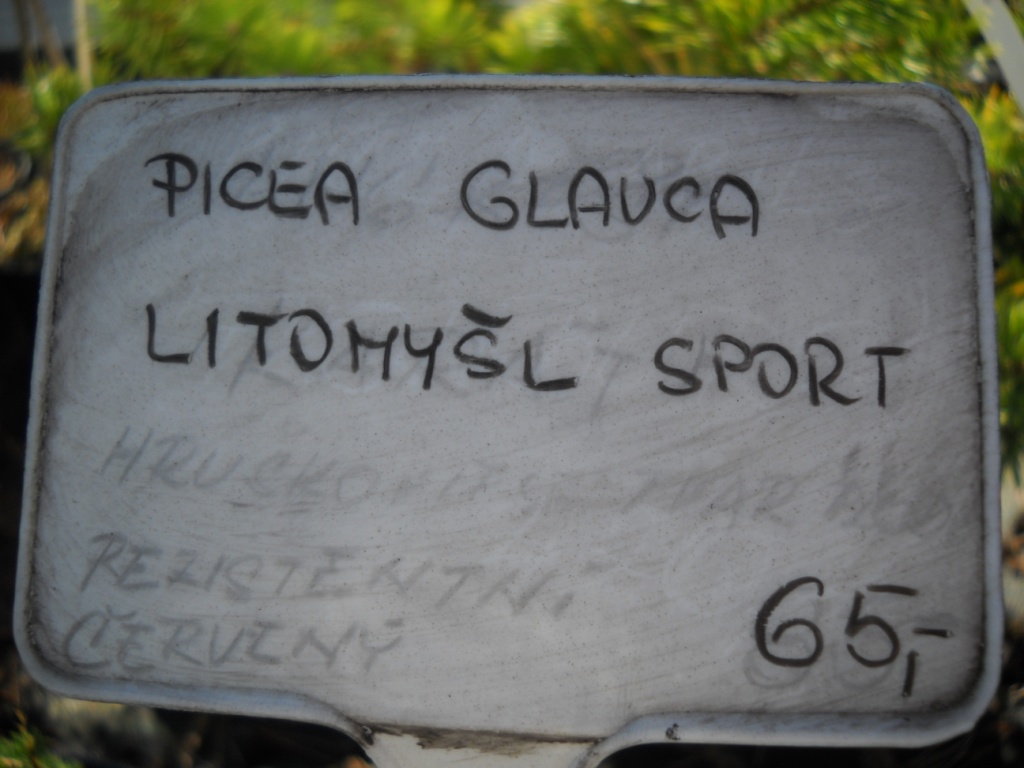 PICEA GLAUCA
LITOMYŠL SPORT
REZISTENTNÍ
ČERVENÝ
65,-